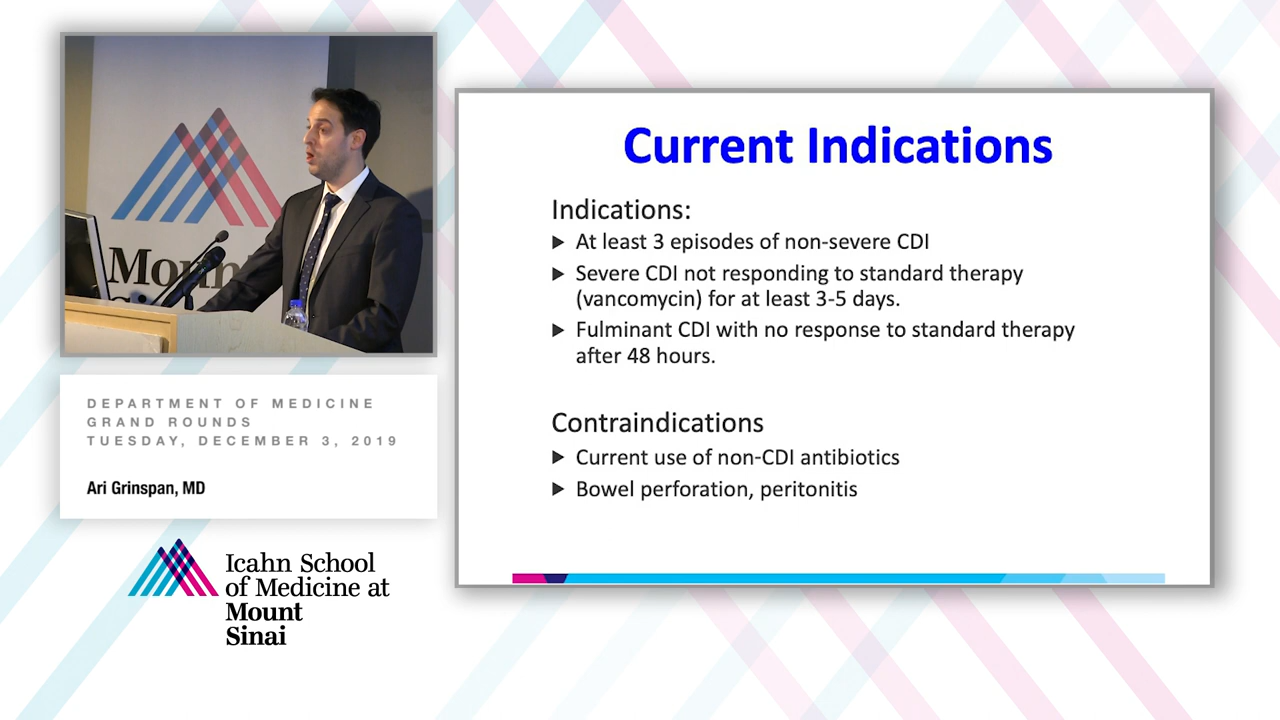 Moun
Sin
DEPARTMENT OF MEDICINE
GRAND ROUNDS
TUESDAY, DECEMBER 3, 2019
Ari Grinspan, MD
Icahn School
of Medicine at
Mount
Sinai
Current Indications
Indications:
At least 3 episodes of non-severe CDI
Severe CDI not responding to standard therapy
(vancomycin) for at least 3-5 days.
Fulminant CDI with no response to standard therapy
after 48 hours.
Contraindications
Current use of non-CDI antibiotics
Bowel perforation, peritonitis